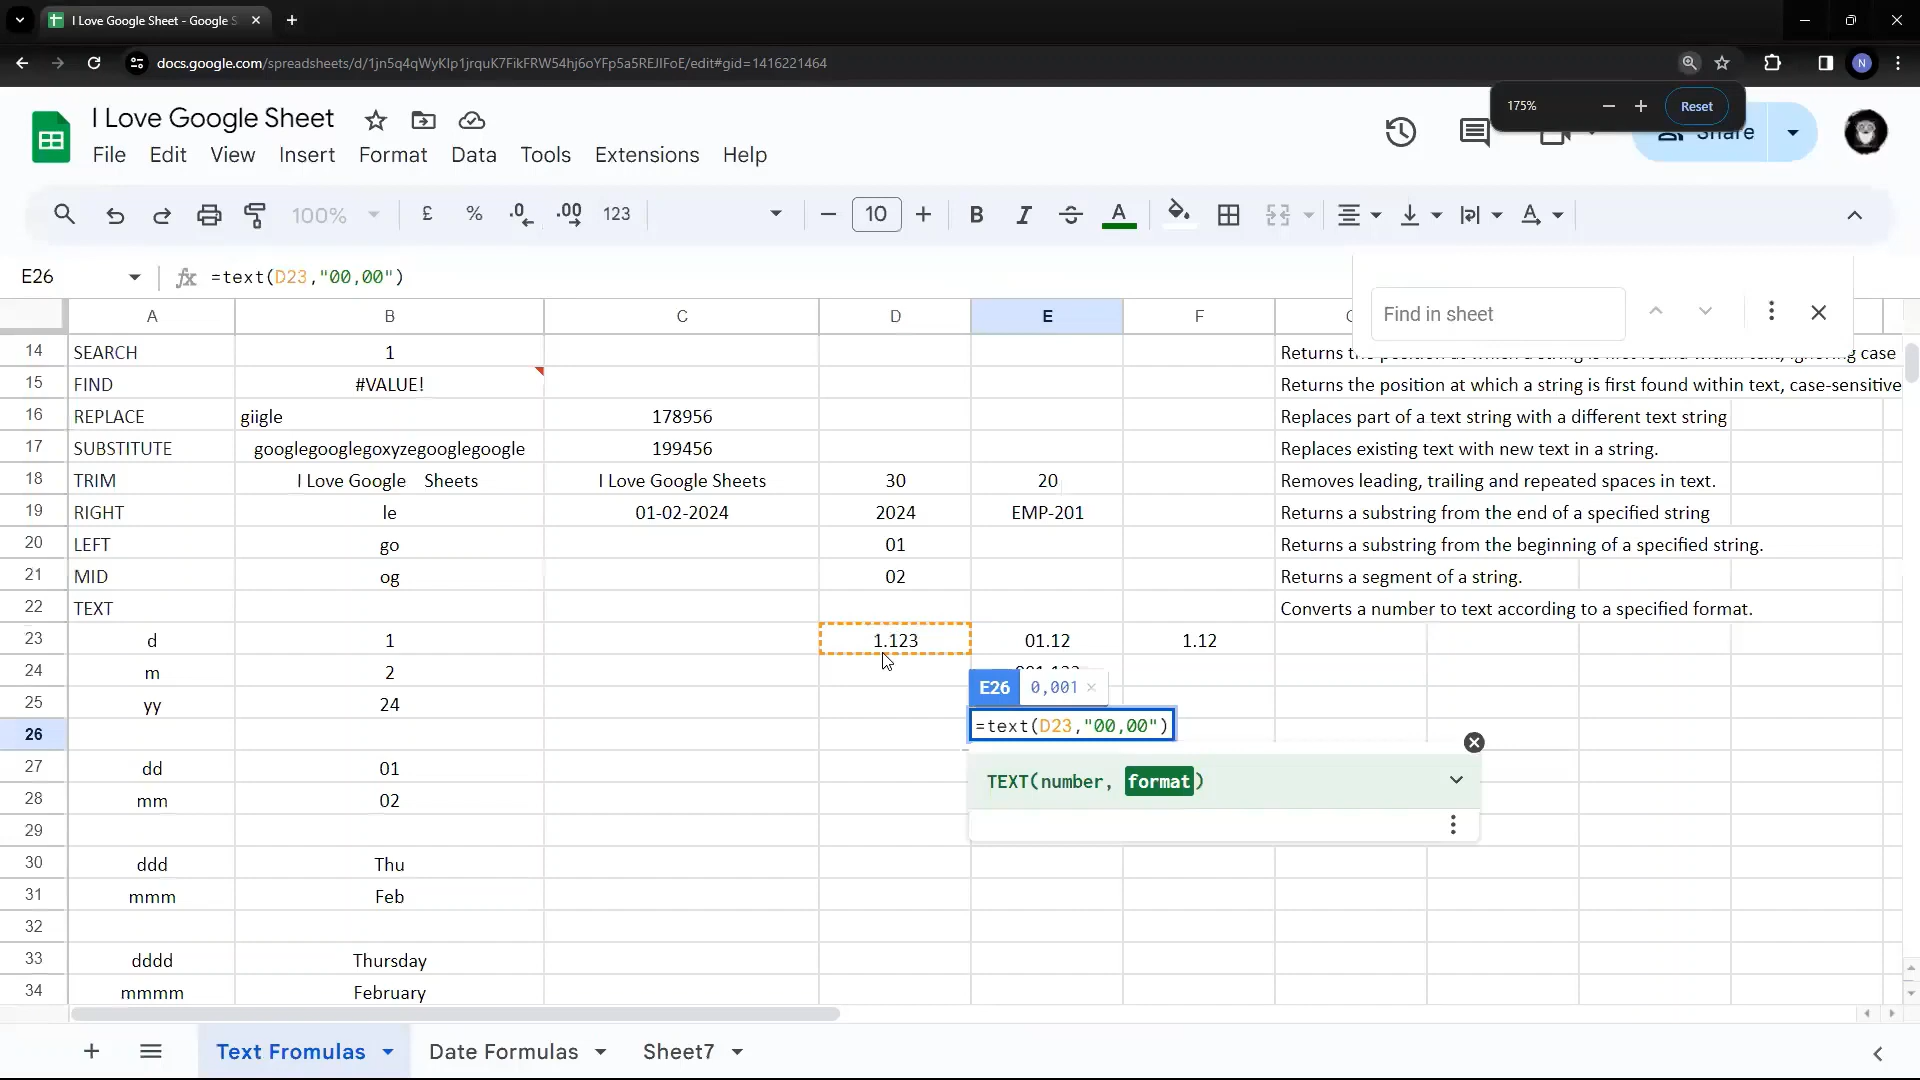 I Love Google Sheet - Google S
docs.google.com/spreadsheets/d/1jn5q4qWyKlp1jrquK7FikFRW54hj6oYFp5a5REJIFoE/edit#gid=1416221464
N
175%
Reset
I Love Google Sheet
File Edit View Insert Format Data Tools Extensions Help
Share
100% £ % .0 .00 123 10 B I A
E26 fx =text(D23,"00,00")
Find in sheet
A B C D E F
14 SEARCH 1 Returns the position at which a string is first found within text, ignoring case
15 FIND #VALUE! Returns the position at which a string is first found within text, case-sensitive
16 REPLACE giigle 178956 Replaces part of a text string with a different text string
17 SUBSTITUTE googlegooglegoxyzegooglegoogle 199456 Replaces existing text with new text in a string.
18 TRIM I Love Google    Sheets I Love Google Sheets 30 20 Removes leading, trailing and repeated spaces in text.
19 RIGHT le 01-02-2024 2024 EMP-201 Returns a substring from the end of a specified string
20 LEFT go 01 Returns a substring from the beginning of a specified string.
21 MID og 02 Returns a segment of a string.
22 TEXT Converts a number to text according to a specified format.
23 d 1 1.123 01.12 1.12
24 m 2 001.123
E26 0,001 ×
25 yy 24
26 =text(D23,"00,00")
27 dd 01
TEXT(number, format)
28 mm 02
29
30 ddd Thu
31 mmm Feb
32
33 dddd Thursday
34 mmmm February
Text Fromulas Date Formulas Sheet7